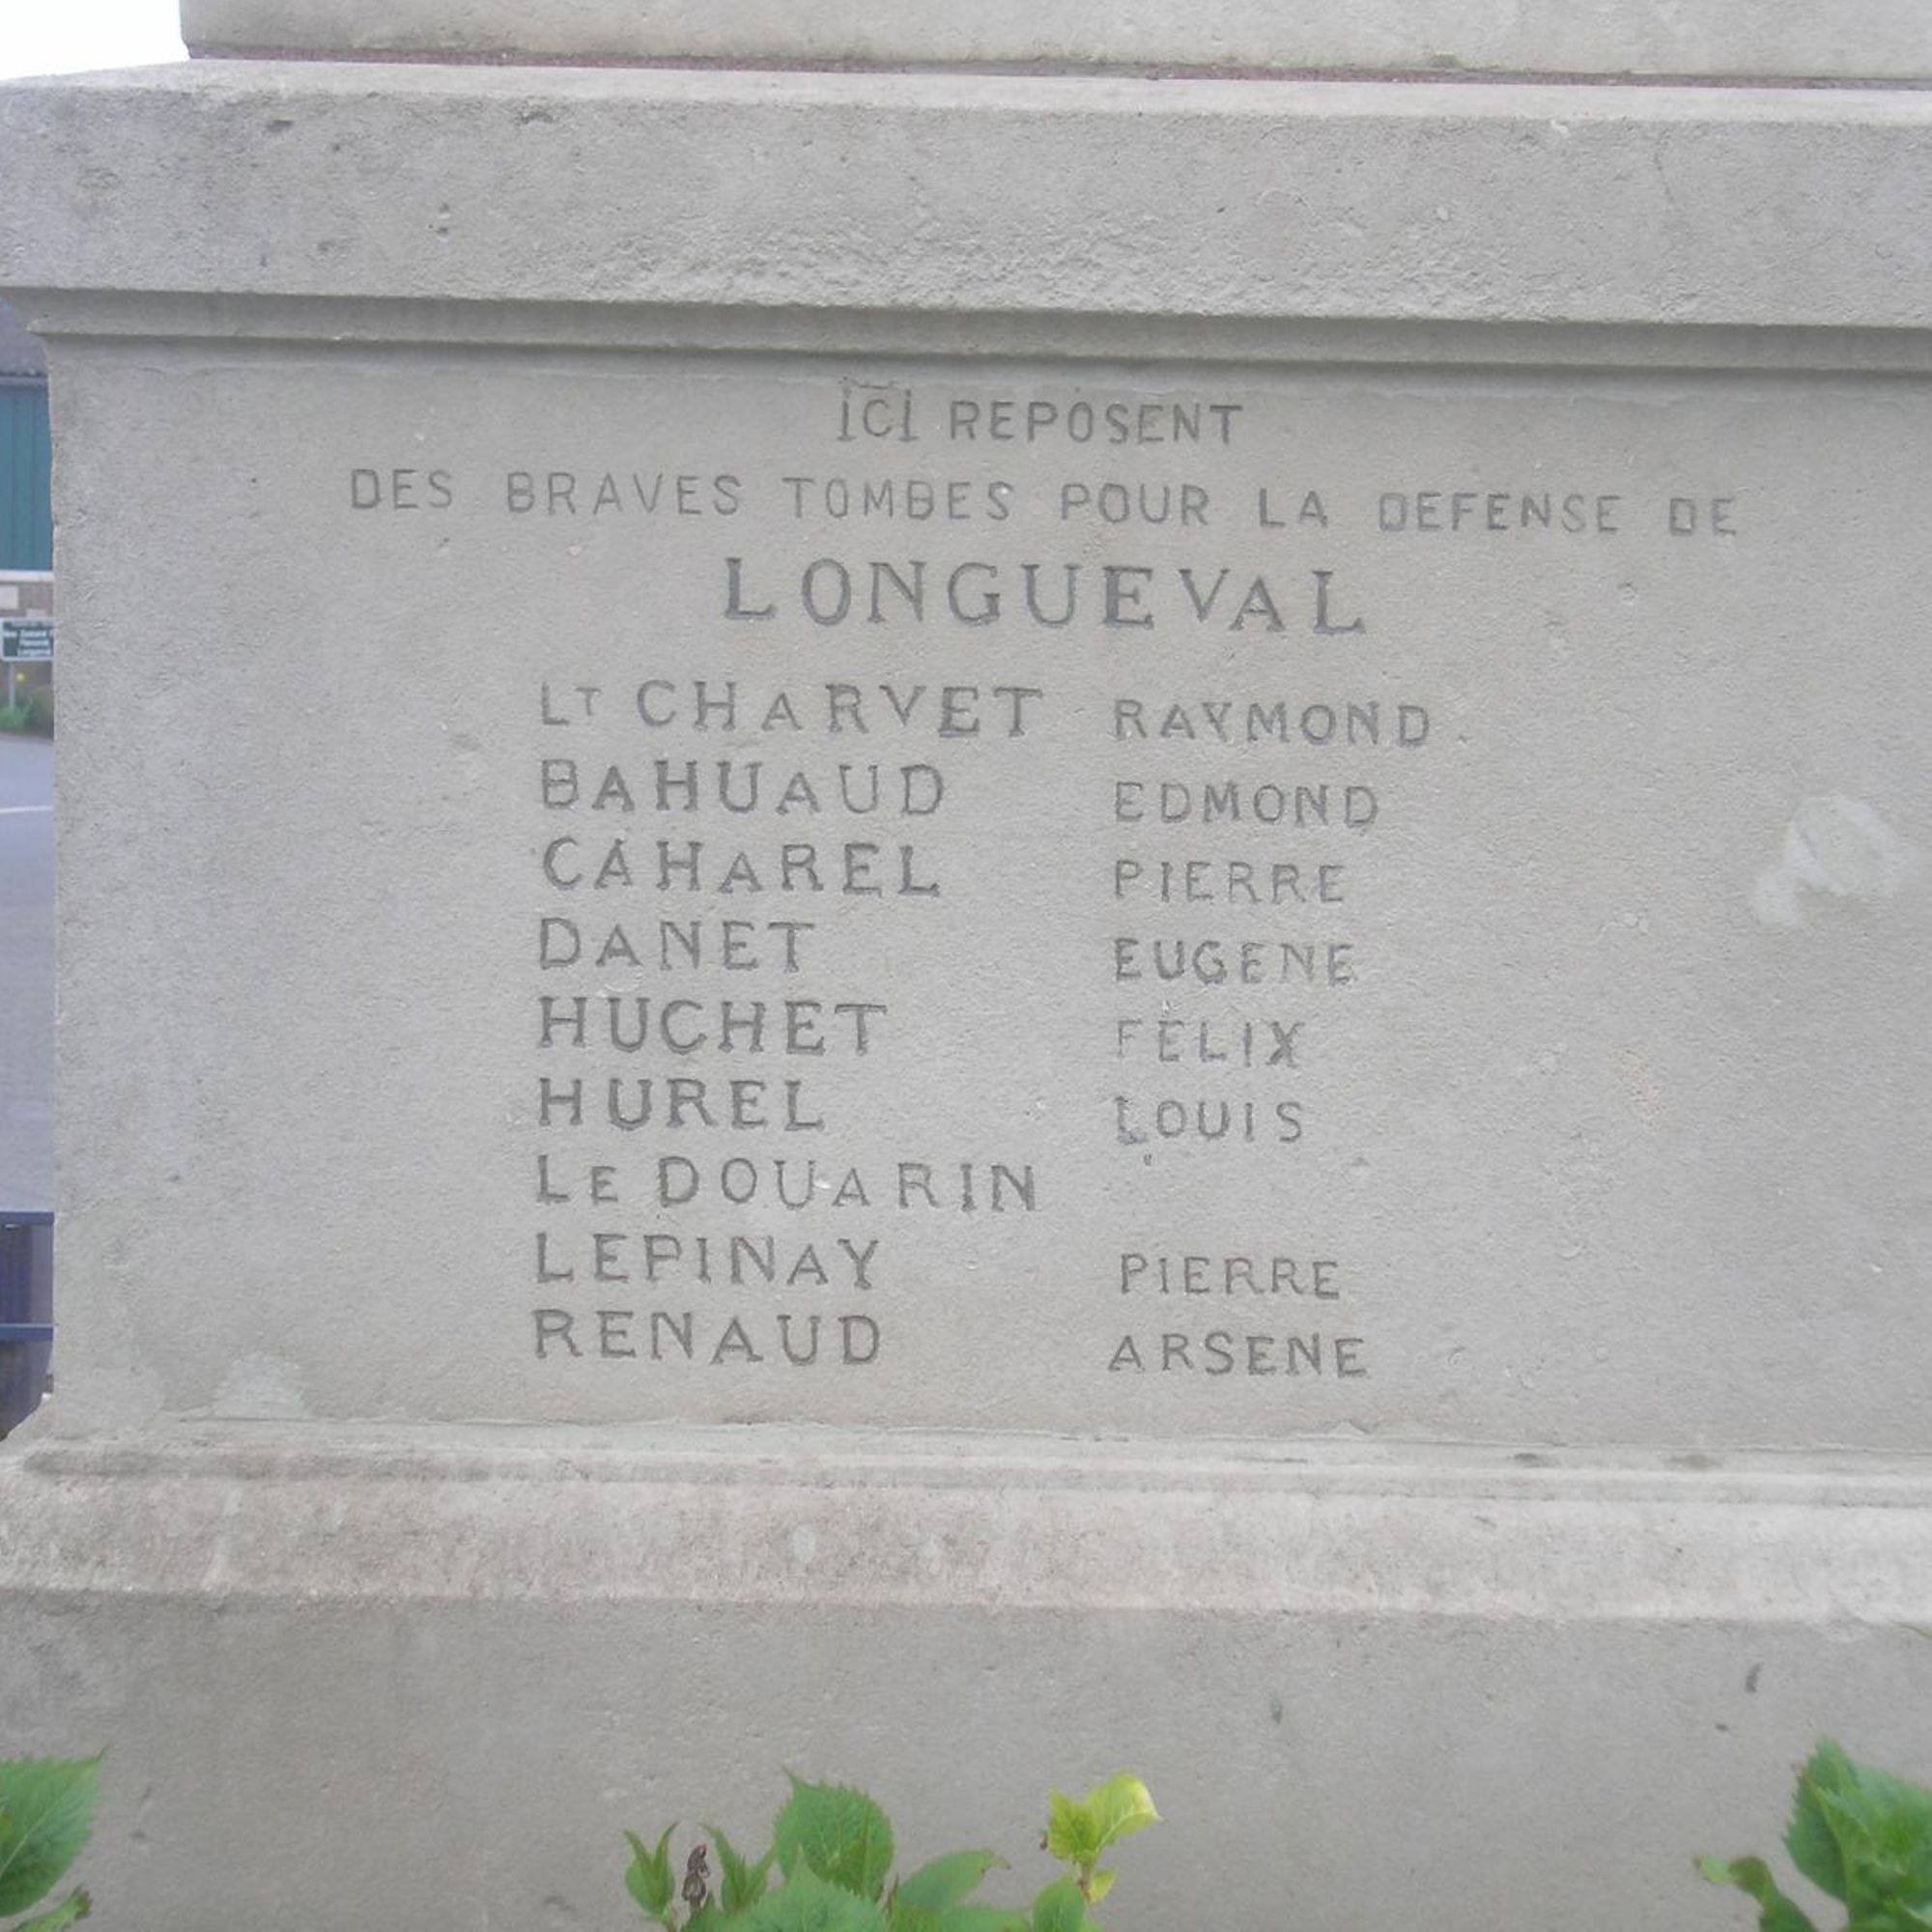 ICI REPOSENT
DES BRAVES TOMBES POUR LA DEFENSE DE
LONGUEVAL
LT CHARVET RAYMOND
BAHUAUD EDMOND
CAHAREL PIERRE
DANET EUGENE
HUCHET FELIX
HUREL LOUIS
LE DOUARIN
LEPINAY PIERRE
RENAUD ARSENE